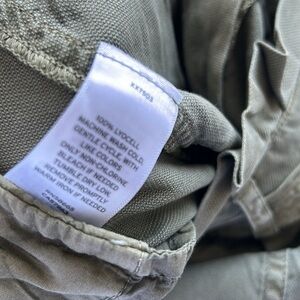 XXTSGS
100% LYOCELL
MACHINE WASH COLD,
GENTLE CYCLE, WITH
LIKE COLORS
ONLY NON-CHLORINE
BLEACH IF NEEDED
TUMBLE DRY LOW,
REMOVE PROMPTLY
WARM IRON IF NEEDED